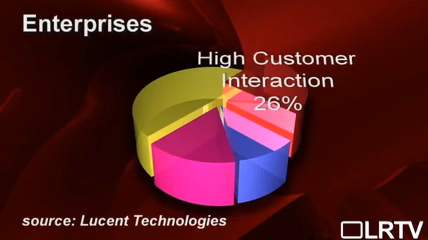 Enterprises
High Customer
Interaction
26%
source: Lucent Technologies
LRTV